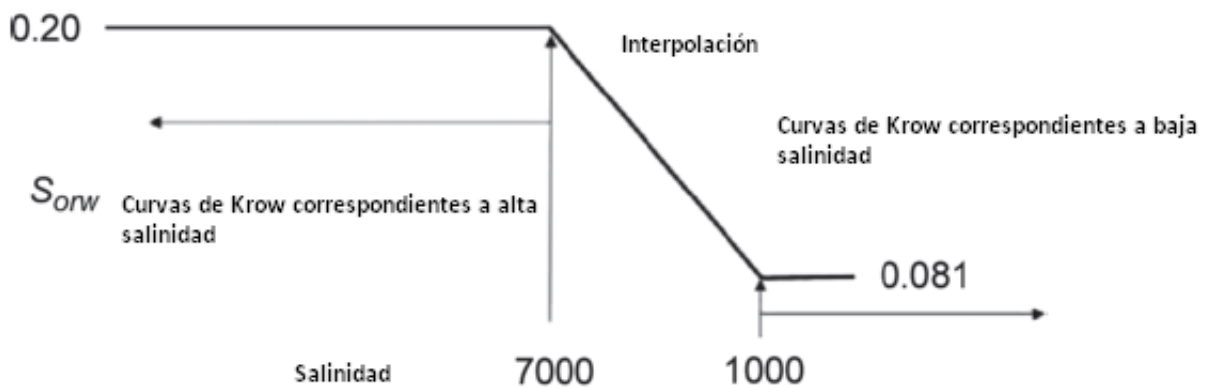 0.20
Interpolación
Curvas de Krow correspondientes a baja
salinidad
Sorw
Curvas de Krow correspondientes a alta
salinidad
0.081
Salinidad
7000
1000